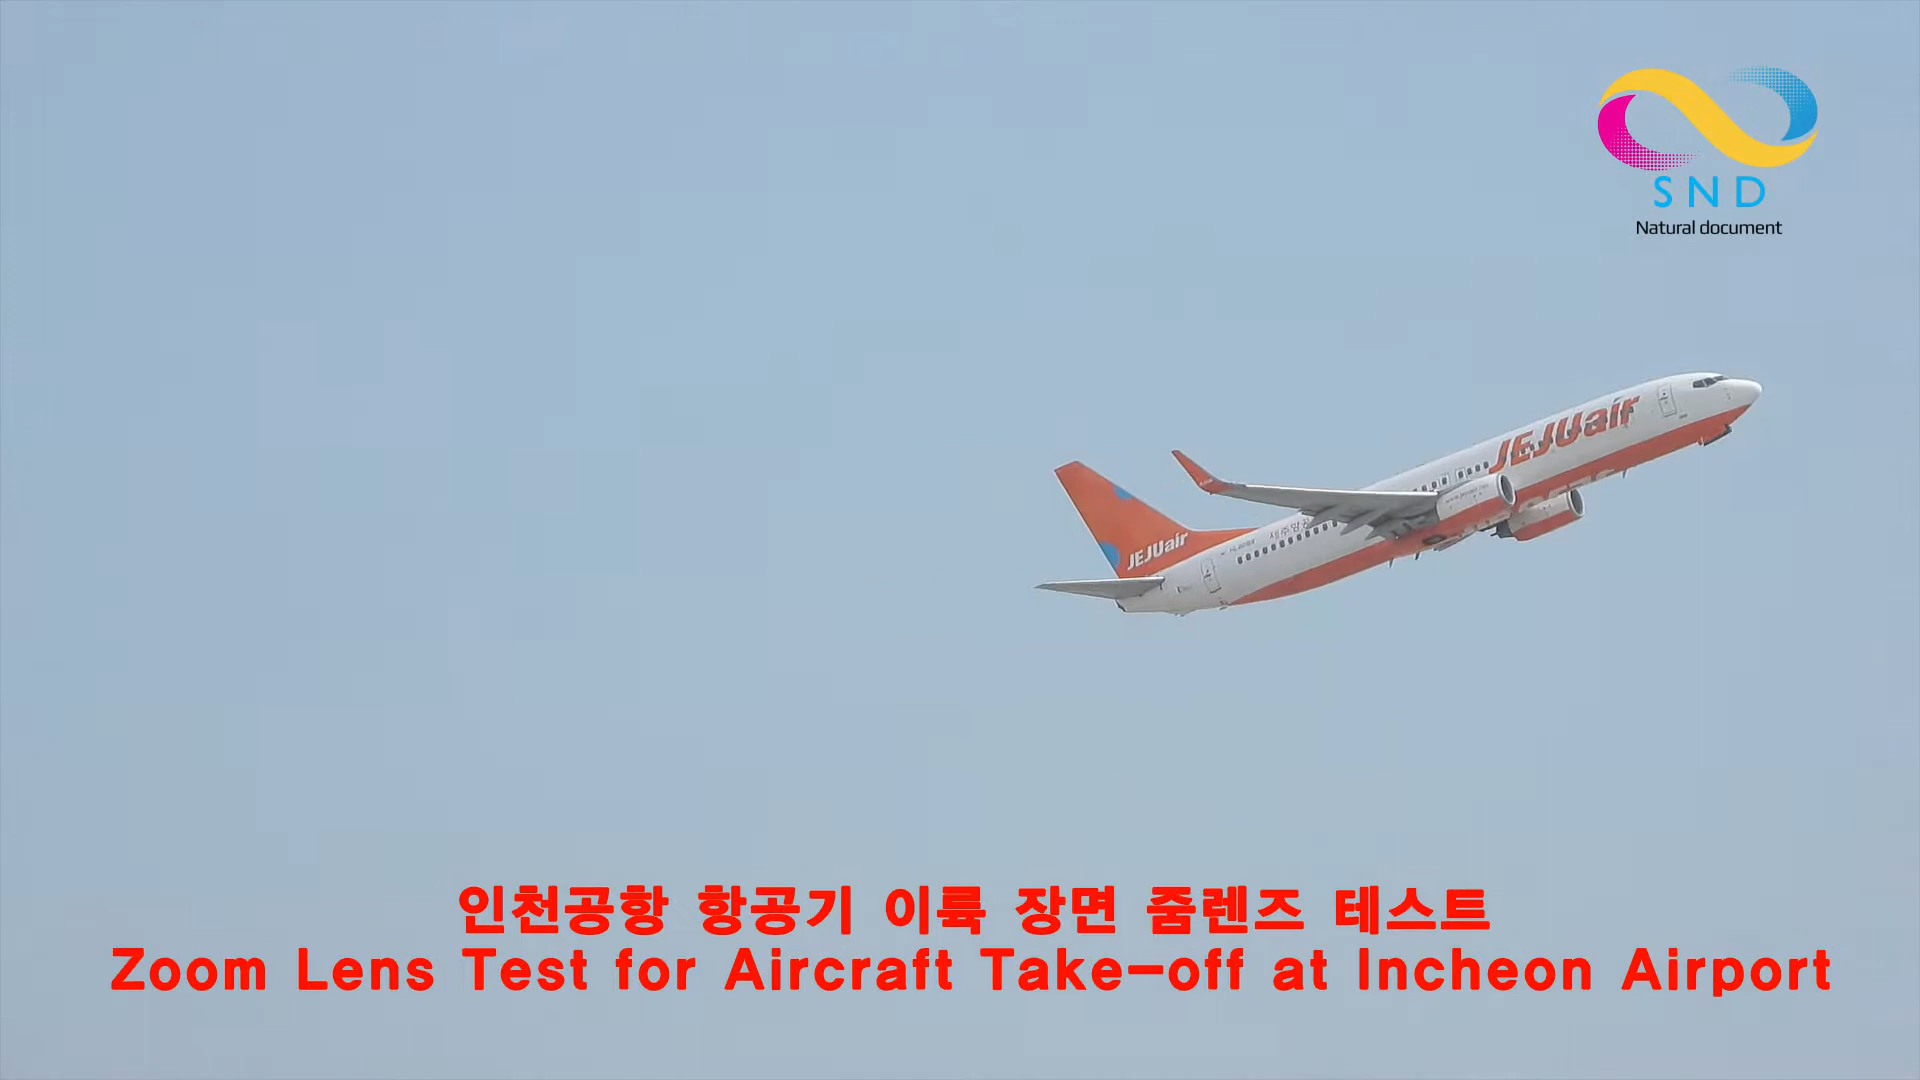 SND
Natural document
JEJUair
JEJUair
인천공항 항공기 이륙 장면 줌렌즈 테스트
Zoom Lens Test for Aircraft Take-off at Incheon Airport